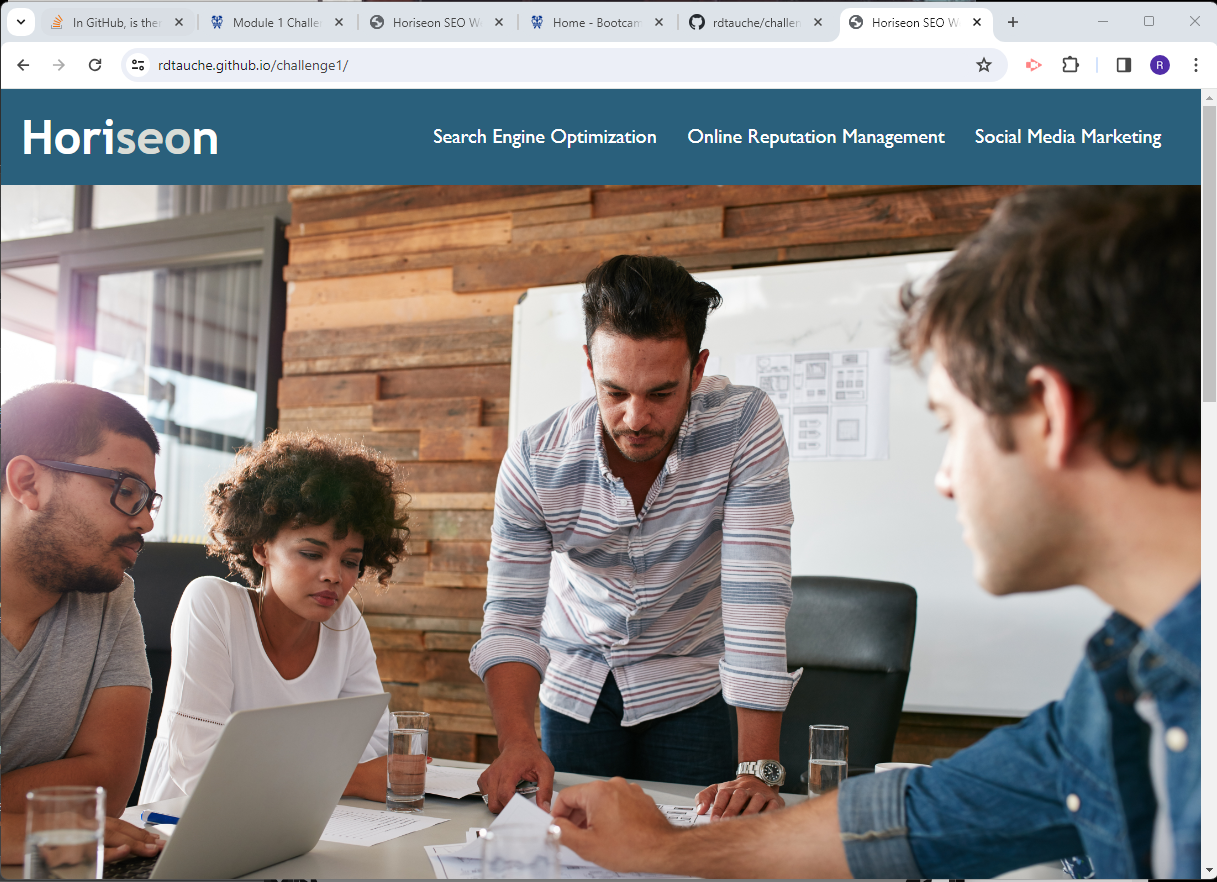 In GitHub, is ther
Module 1 Challe
Horiseon SEO W
Home - Bootcam
rdtauche/challen
Horiseon SEO W
rdtauche.github.io/challenge1/
R
Horiseon
Search Engine Optimization
Online Reputation Management
Social Media Marketing